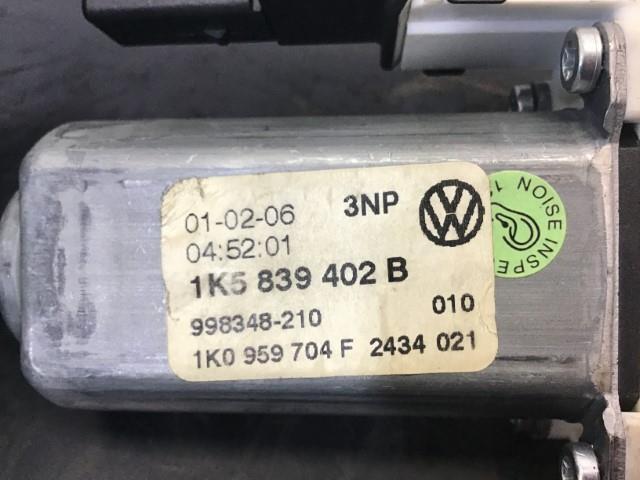 01-02-06 3NP
04:52:01
1K5 839 402 B
998348-210 010
1K0 959 704 F 2434 021
NOISE INSPE